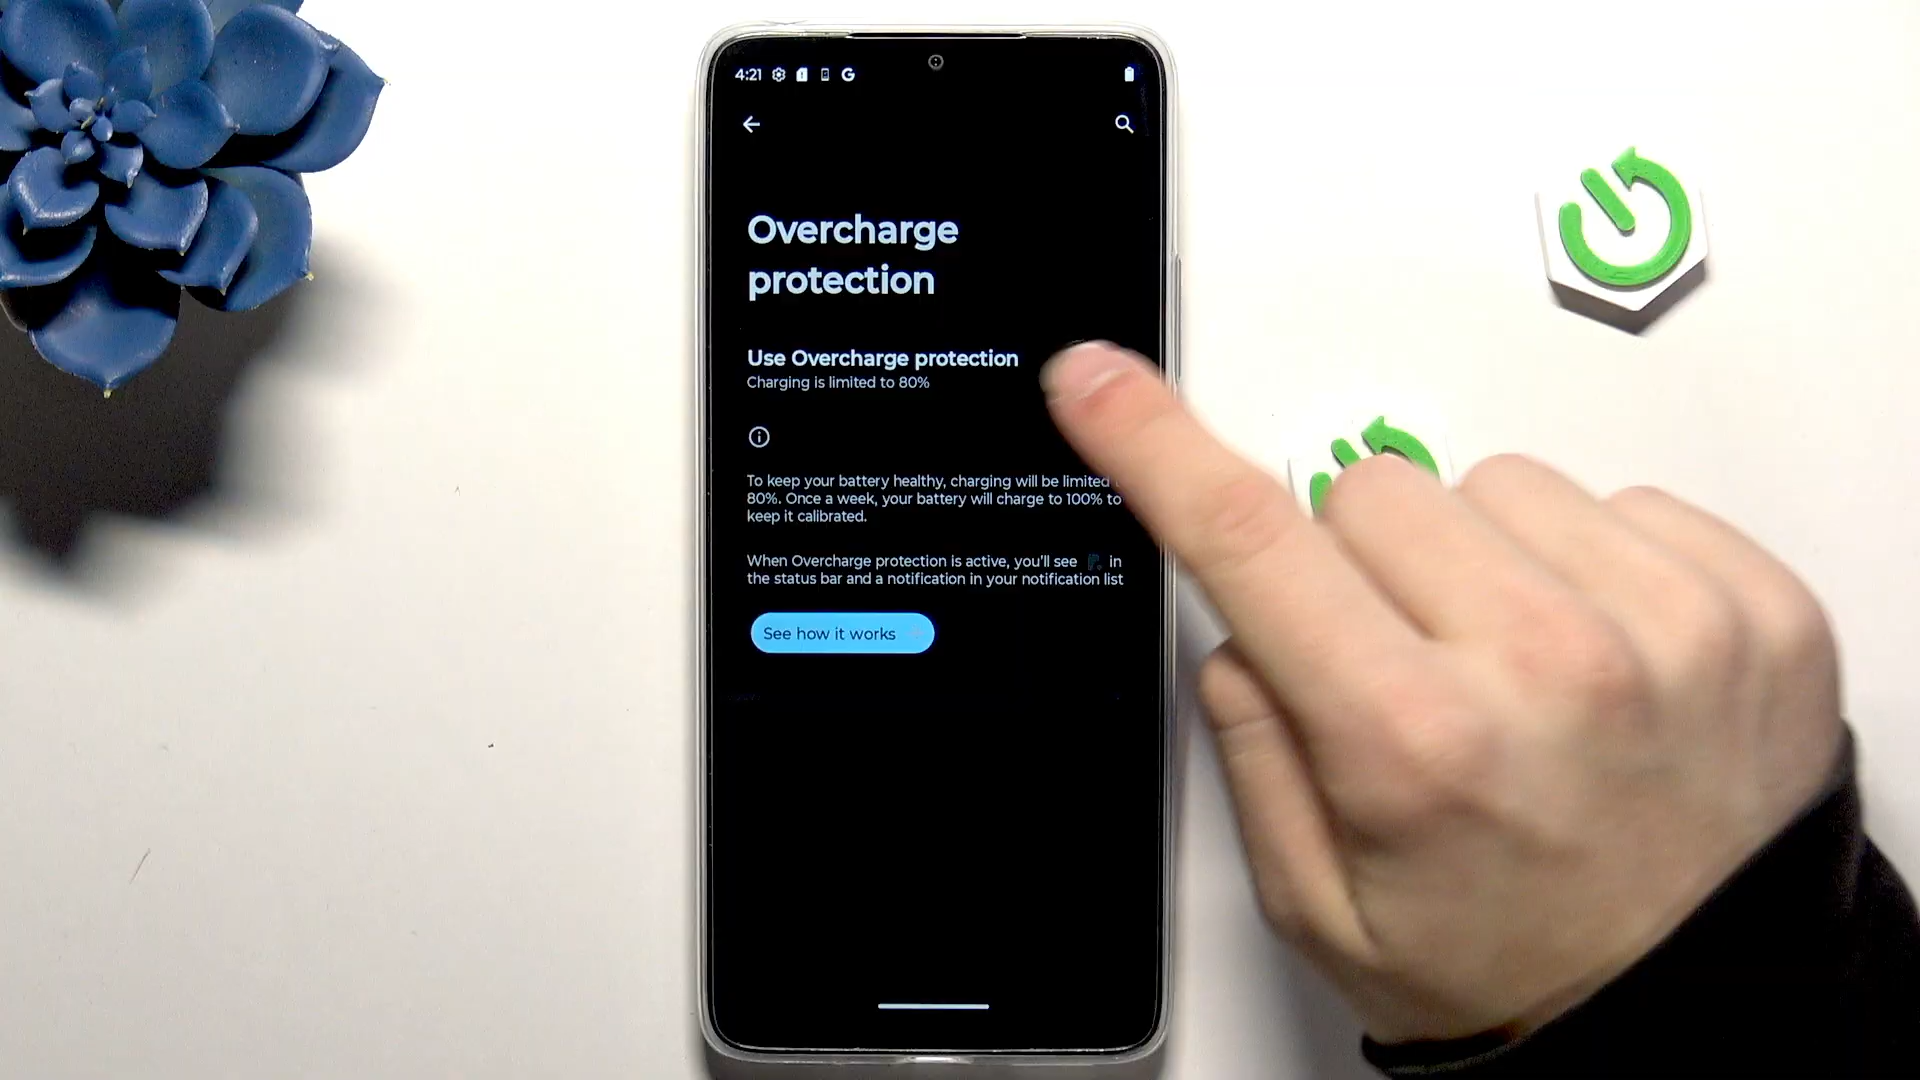 4:21
Overcharge
protection
Use Overcharge protection
Charging is limited to 80%
To keep your battery healthy, charging will be limited
80%. Once a week, your battery will charge to 100% to
keep it calibrated.
When Overcharge protection is active, you'll see in
the status bar and a notification in your notification list
See how it works